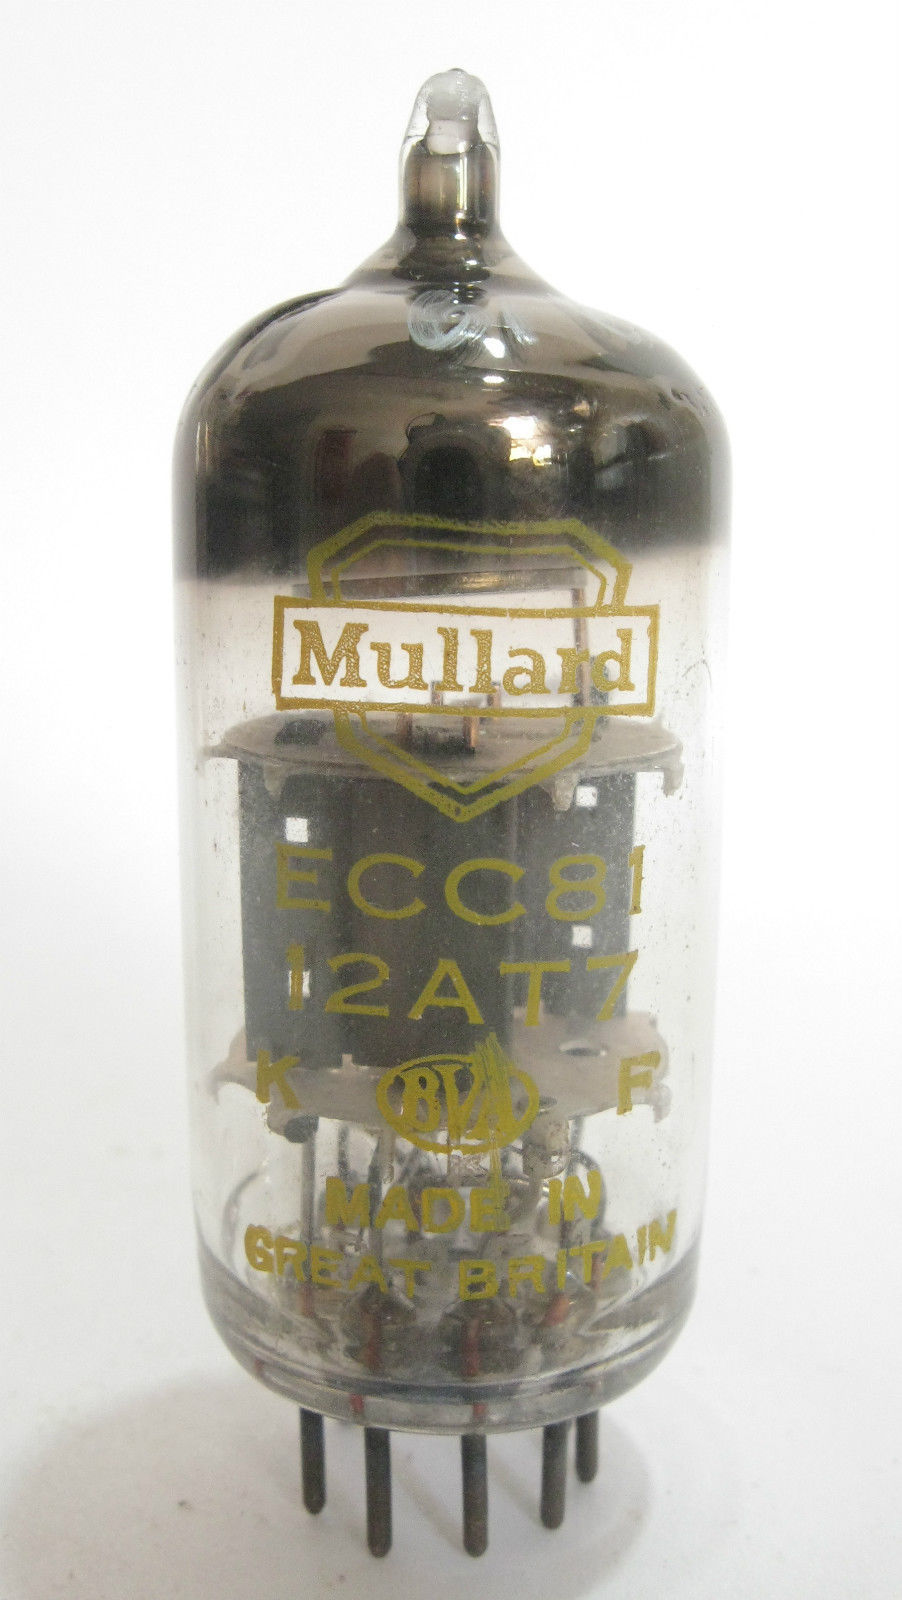 Mullard
ECC81
12AT7
K BVA F
MADE IN
GREAT BRITAIN